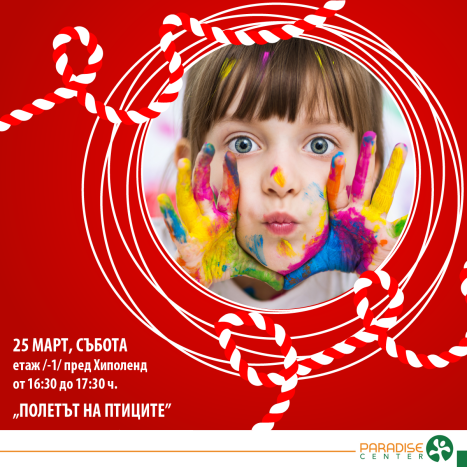 25 МАРТ, СЪБОТА
етаж /-1/ пред Хиполенд
от 16:30 до 17:30 ч.
„ПОЛЕТЪТ НА ПТИЦИТЕ”
PARADISE
CENTER